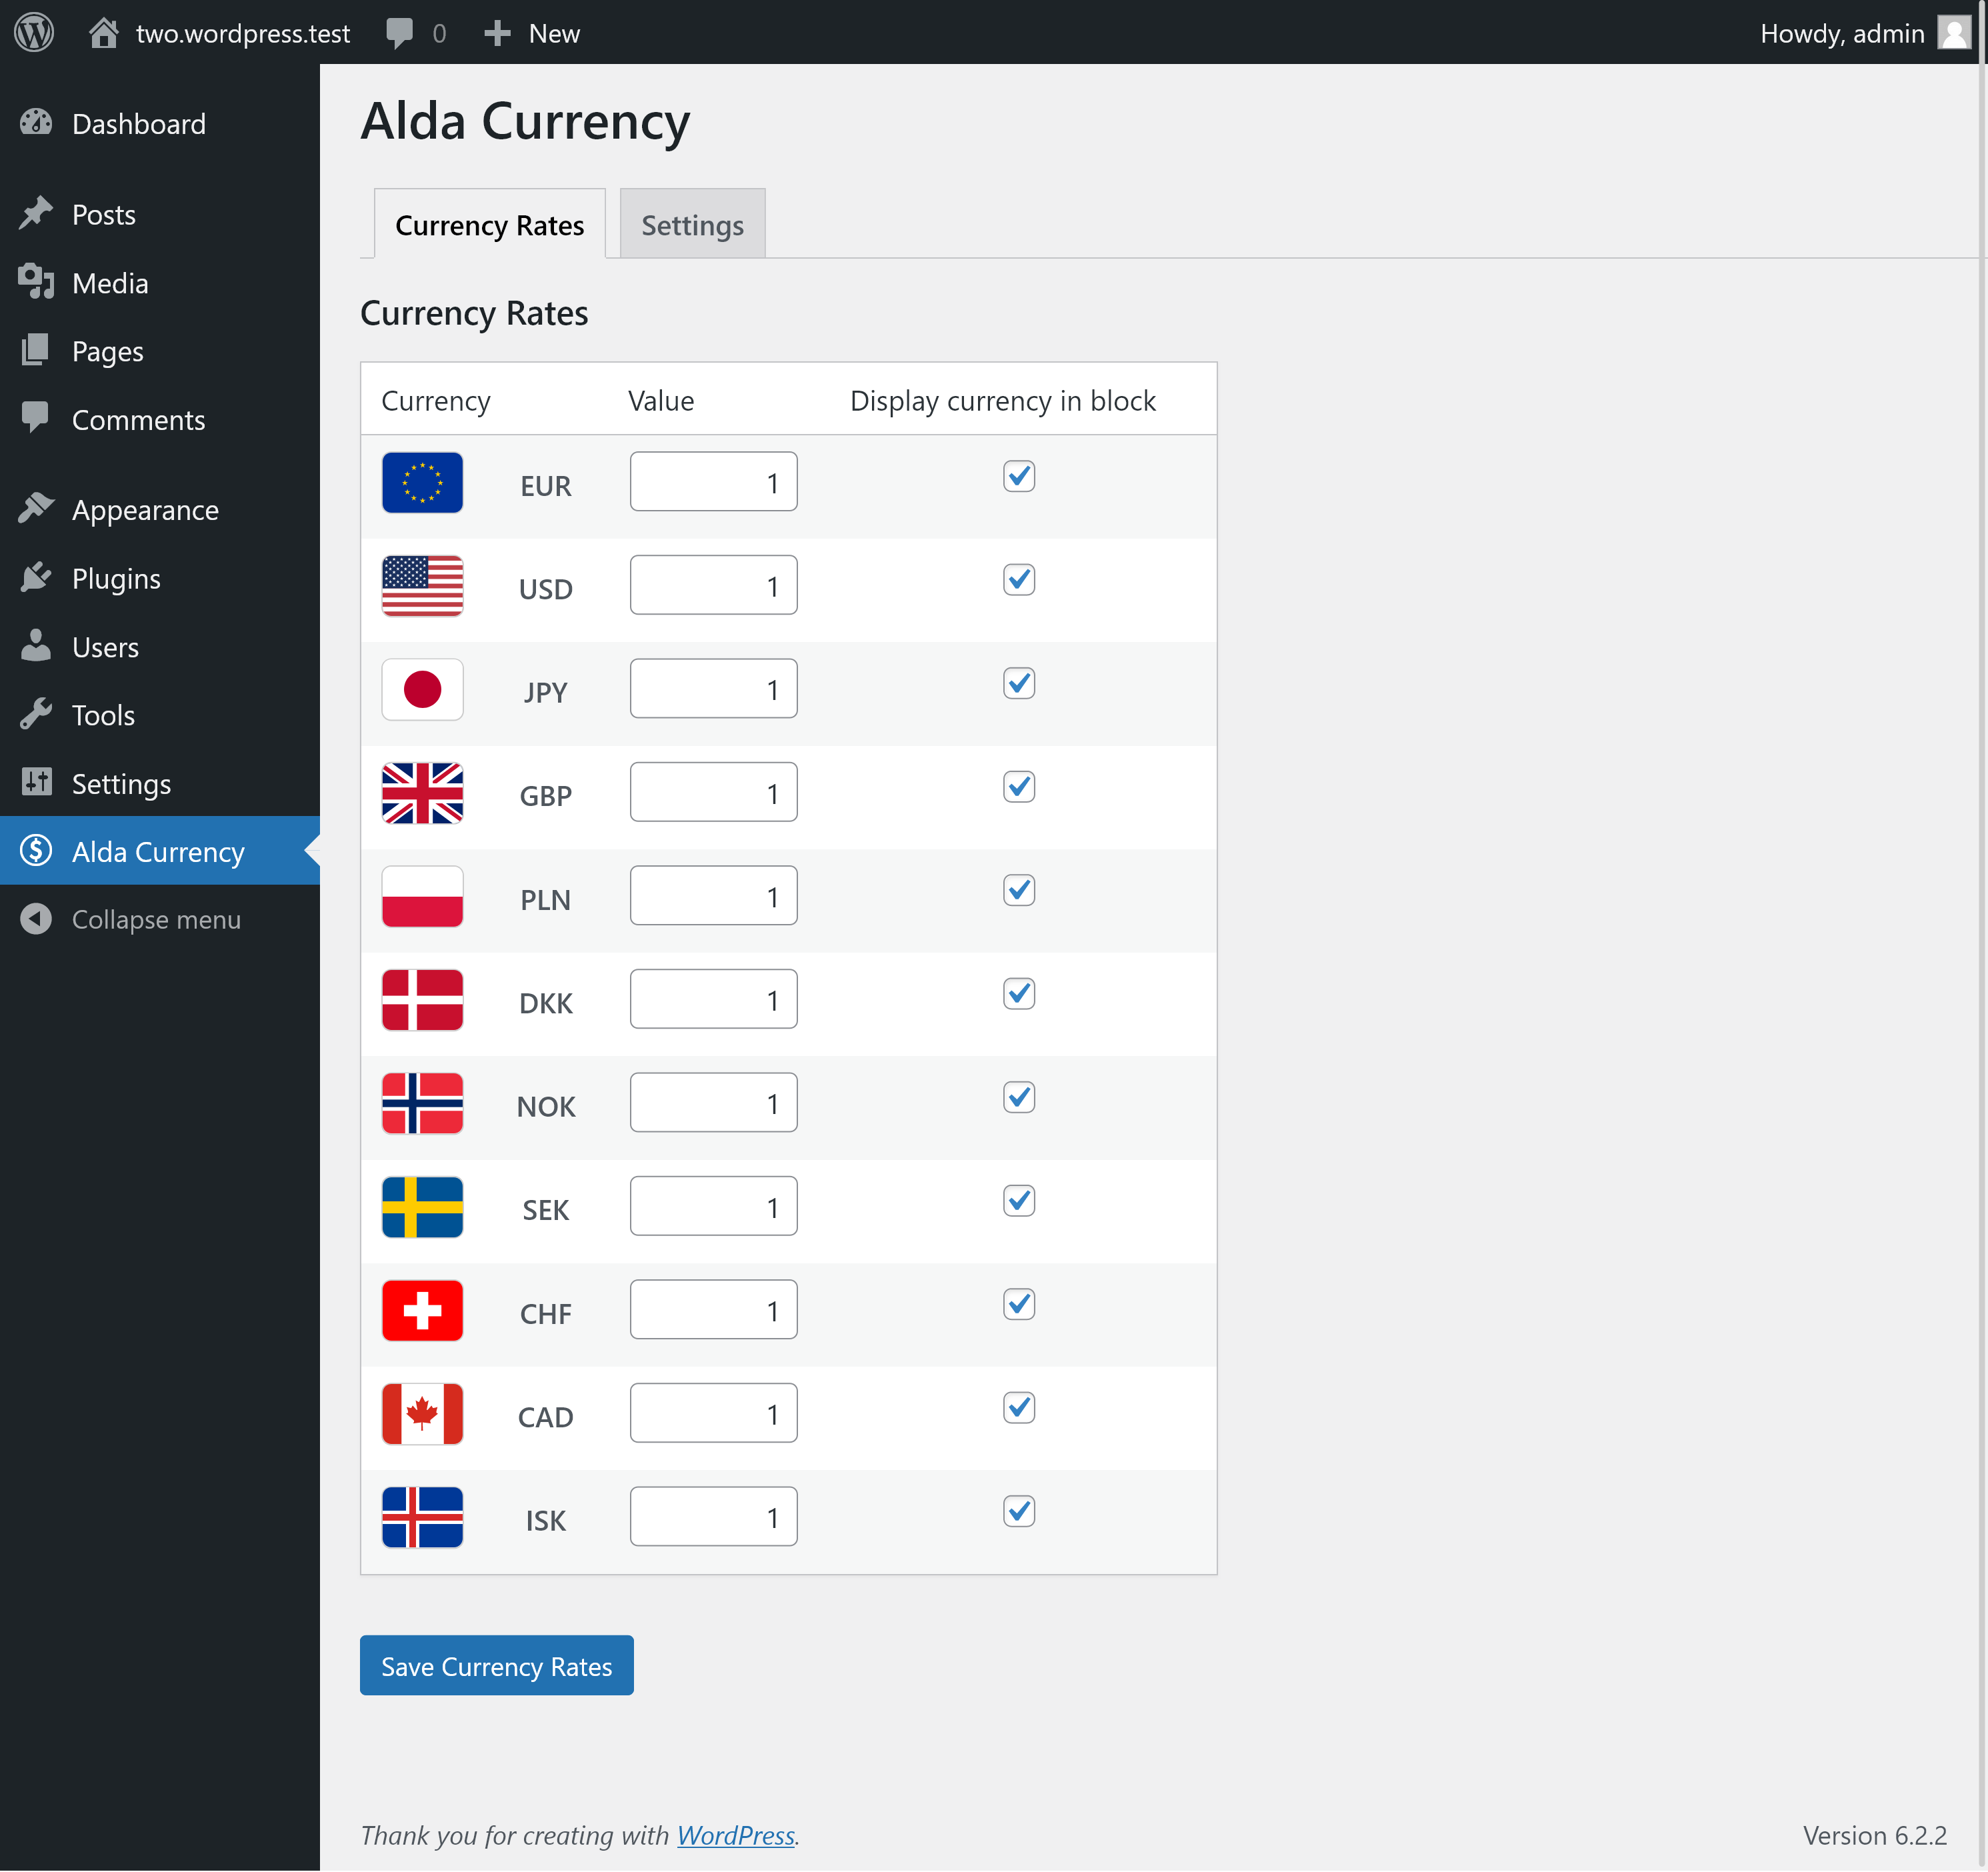 two.wordpress.test 0 New Howdy, admin
Dashboard
Posts
Media
Pages
Comments
Appearance
Plugins
Users
Tools
Settings
Alda Currency
Collapse menu
Alda Currency
Currency Rates Settings
Currency Rates
Currency Value Display currency in block
EUR 1
USD 1
JPY 1
GBP 1
PLN 1
DKK 1
NOK 1
SEK 1
CHF 1
CAD 1
ISK 1
Save Currency Rates
Thank you for creating with WordPress. Version 6.2.2